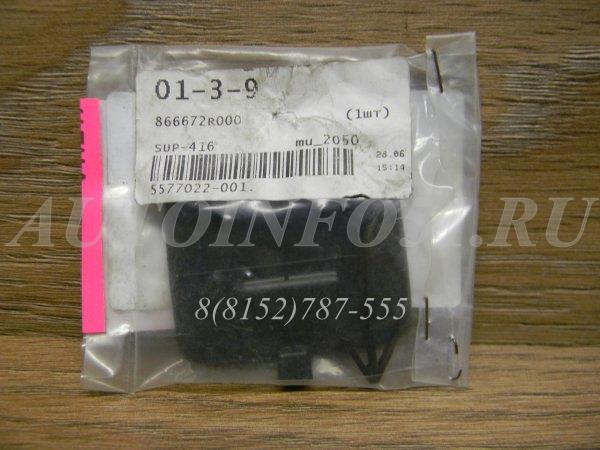 01-3-9
866672R000 (1шт)
SUP-416 mu_2050 28.06
15:14
5577022-001.
AUTOINFO51.RU
8(8152)787-555